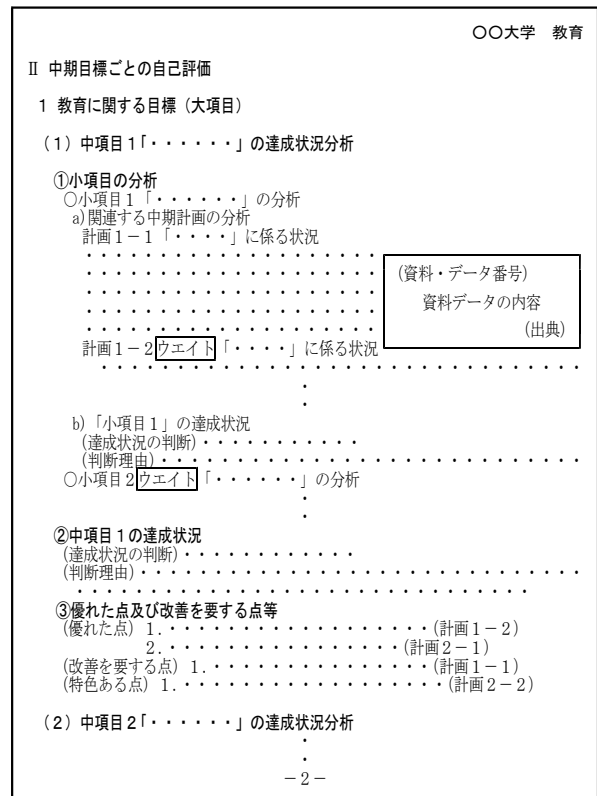 〇〇大学　教育
Ⅱ 中期目標ごとの自己評価
1 教育に関する目標（大項目）
（1）中項目1「・・・・・・」の達成状況分析
①小項目の分析
〇小項目１「・・・・・・」の分析
a)関連する中期計画の分析
計画１－１「・・・・」に係る状況
・・・・・・・・・・・・・・・・・・・・
・・・・・・・・・・・・・・・・・・・・
・・・・・・・・・・・・・・・・・・・・
・・・・・・・・・・・・・・・・・・・・
・・・・・・・・・・・・・・・・・・・・
(資料・データ番号)
資料データの内容
(出典)
計画１－２ウエイト「・・・・」に係る状況
・・・・・・・・・・・・・・・・・・・・・・・・・・・・・・・・
・
・
b)「小項目１」の達成状況
(達成状況の判断)・・・・・・・・・・・
(判断理由)・・・・・・・・・・・・・・・・・・・・・・・・・・・・
〇小項目２ウエイト「・・・・・・」の分析
・
・
②中項目１の達成状況
(達成状況の判断)・・・・・・・・・・・・
(判断理由)・・・・・・・・・・・・・・・・・・・・・・・・・・・・・
・・・・・・・・・・・・・・・・・・・・・・・・・・・・・・
③優れた点及び改善を要する点等
(優れた点) 1.・・・・・・・・・・・・・・・・・・(計画１－２)
2.・・・・・・・・・・・・・・・・(計画２－１)
(改善を要する点) 1.・・・・・・・・・・・・・・・(計画１－１)
(特色ある点) 1.・・・・・・・・・・・・・・・・・・(計画２－２)
（2）中項目2「・・・・・・」の達成状況分析
・
・
－2－